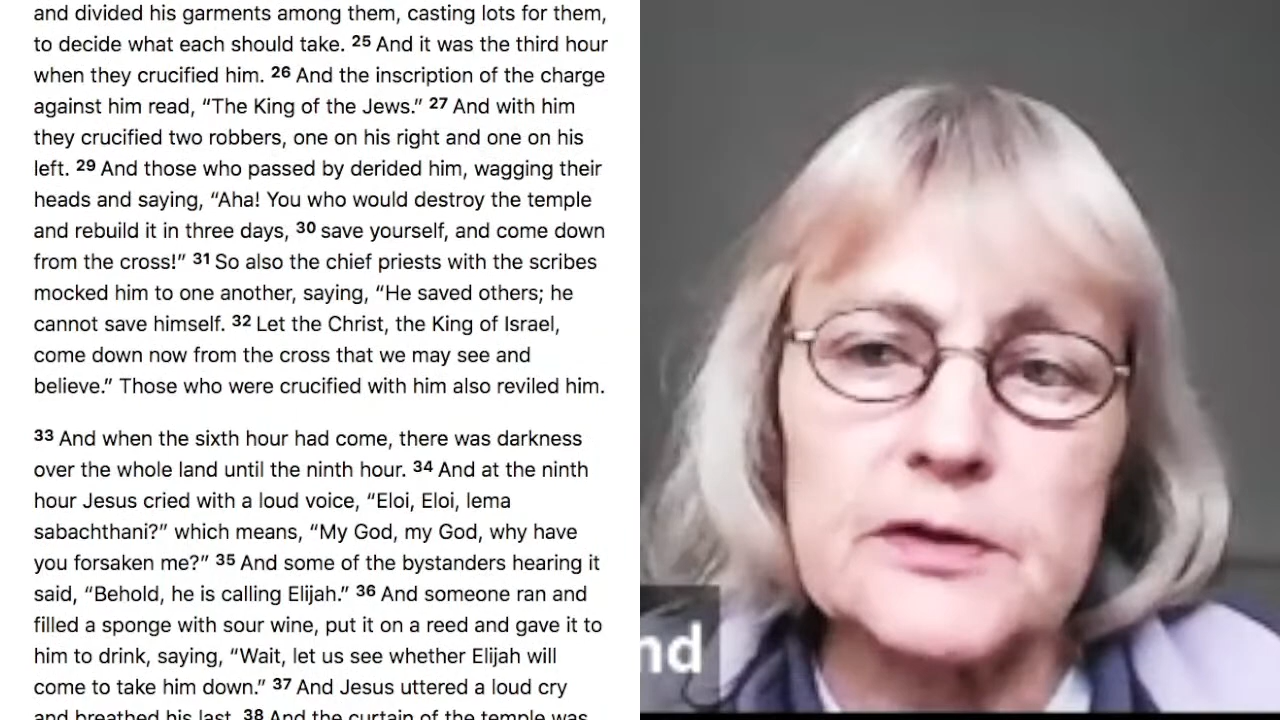 and divided his garments among them, casting lots for them,
to decide what each should take. 25 And it was the third hour
when they crucified him. 26 And the inscription of the charge
against him read, “The King of the Jews.” 27 And with him
they crucified two robbers, one on his right and one on his
left. 29 And those who passed by derided him, wagging their
heads and saying, “Aha! You who would destroy the temple
and rebuild it in three days, 30 save yourself, and come down
from the cross!” 31 So also the chief priests with the scribes
mocked him to one another, saying, “He saved others; he
cannot save himself. 32 Let the Christ, the King of Israel,
come down now from the cross that we may see and
believe.” Those who were crucified with him also reviled him.
33 And when the sixth hour had come, there was darkness
over the whole land until the ninth hour. 34 And at the ninth
hour Jesus cried with a loud voice, “Eloi, Eloi, lema
sabachthani?” which means, “My God, my God, why have
you forsaken me?” 35 And some of the bystanders hearing it
said, “Behold, he is calling Elijah.” 36 And someone ran and
filled a sponge with sour wine, put it on a reed and gave it to
him to drink, saying, “Wait, let us see whether Elijah will
come to take him down.” 37 And Jesus uttered a loud cry
and breathed his last. 38 And the curtain of the temple was
nd